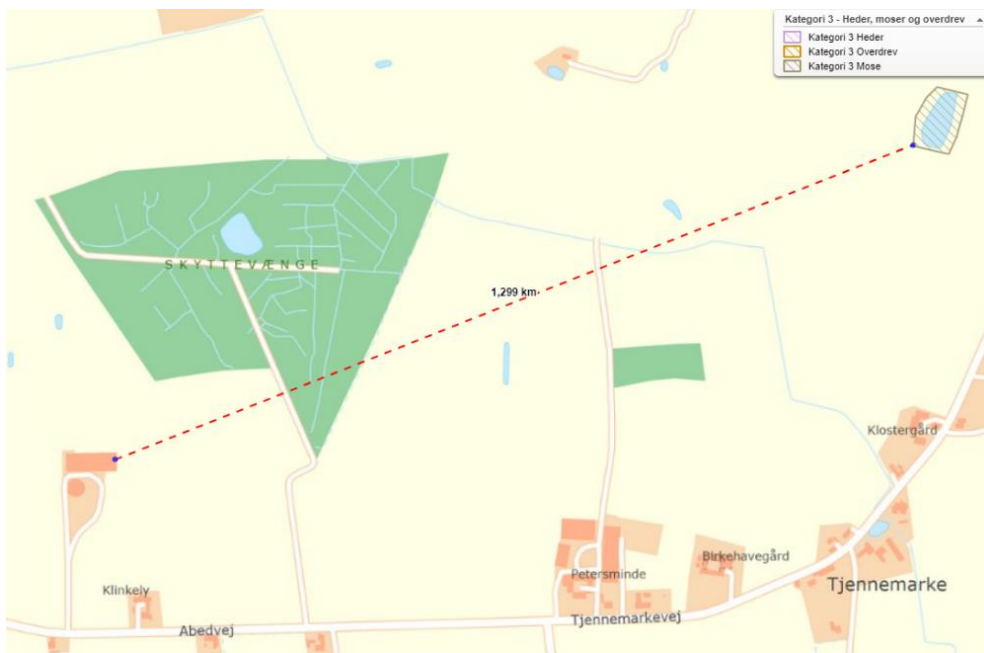 Kategori 3 - Heder, moser og overdrev
Kategori 3 Heder
Kategori 3 Overdrev
Kategori 3 Mose
SKYTTEVÆNGE
1,299 km
Klostergård
Birkehavegård
Petersminde
Klinkely
Tjennemarke
Tjennemarkevej
Abedvej